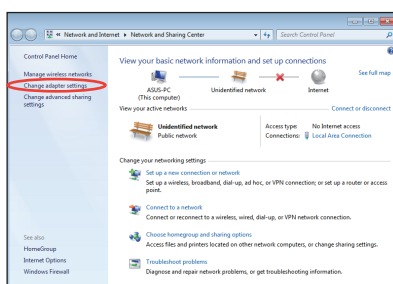 « Network and Internet ▸ Network and Sharing Center
Search Control Panel
Control Panel Home
Manage wireless networks
Change adapter settings
Change advanced sharing
settings
See also
HomeGroup
Internet Options
Windows Firewall
View your basic network information and set up connections
See full map
ASUS-PC
(This computer)
Unidentified network
Internet
View your active networks
Connect or disconnect
Unidentified network
Public network
Access type: No Internet access
Connections: Local Area Connection
Change your networking settings
Set up a new connection or network
Set up a wireless, broadband, dial-up, ad hoc, or VPN connection; or set up a router or access
point.
Connect to a network
Connect or reconnect to a wireless, wired, dial-up, or VPN network connection.
Choose homegroup and sharing options
Access files and printers located on other network computers, or change sharing settings.
Troubleshoot problems
Diagnose and repair network problems, or get troubleshooting information.